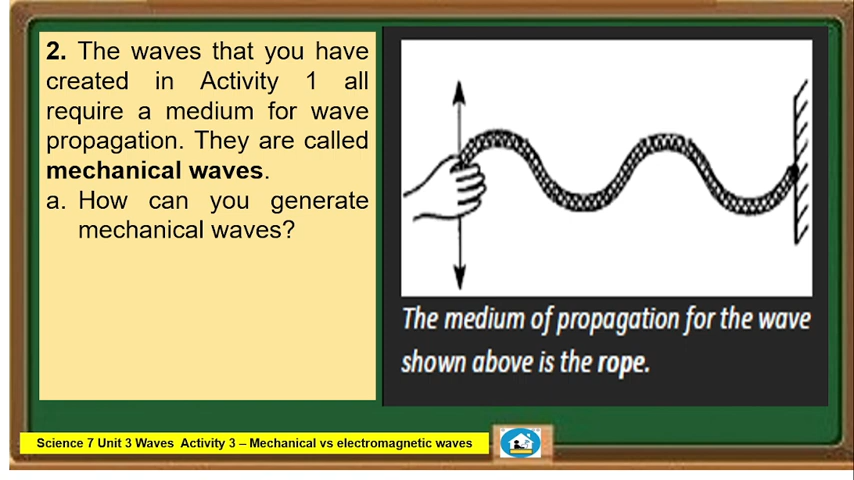 2. The waves that you have
created in Activity 1 all
require a medium for wave
propagation. They are called
mechanical waves.
a. How can you generate
mechanical waves?
The medium of propagation for the wave
shown above is the rope.
Science 7 Unit 3 Waves Activity 3 – Mechanical vs electromagnetic waves